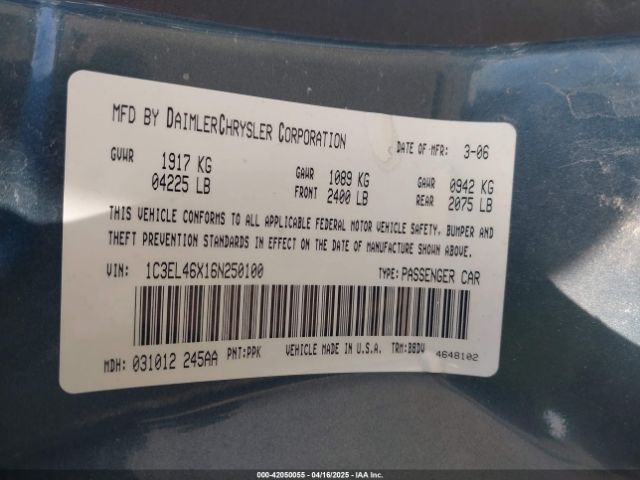 MFD BY DAIMLERCHRYSLER CORPORATION DATE OF MFR: 3-06
GVWR 1917 KG 04225 LB GAWR FRONT 1089 KG 2400 LB GAWR REAR 0942 KG 2075 LB
THIS VEHICLE CONFORMS TO ALL APPLICABLE FEDERAL MOTOR VEHICLE SAFETY, BUMPER AND
THEFT PREVENTION STANDARDS IN EFFECT ON THE DATE OF MANUFACTURE SHOWN ABOVE.
VIN: 1C3EL46X16N250100 TYPE: PASSENGER CAR
MDH: 031012 245AA PNT: PPK VEHICLE MADE IN U.S.A. TRM: BBDV 4648102
000-42050055 - 04/16/2025 - IAA Inc.